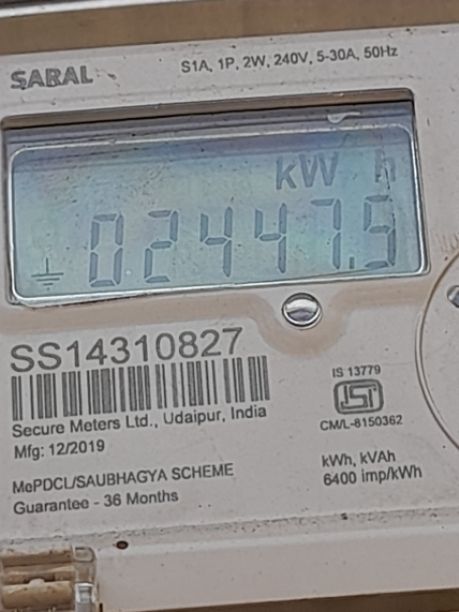 SARAL
S1A, 1P, 2W, 240V, 5-30A, 50Hz
kW h
02447.5
SS14310827
Secure Meters Ltd., Udaipur, India
Mfg: 12/2019
MePDCL/SAUBHAGYA SCHEME
Guarantee - 36 Months
IS 13779
CM/L-8150362
kWh, kVAh
6400 imp/kWh